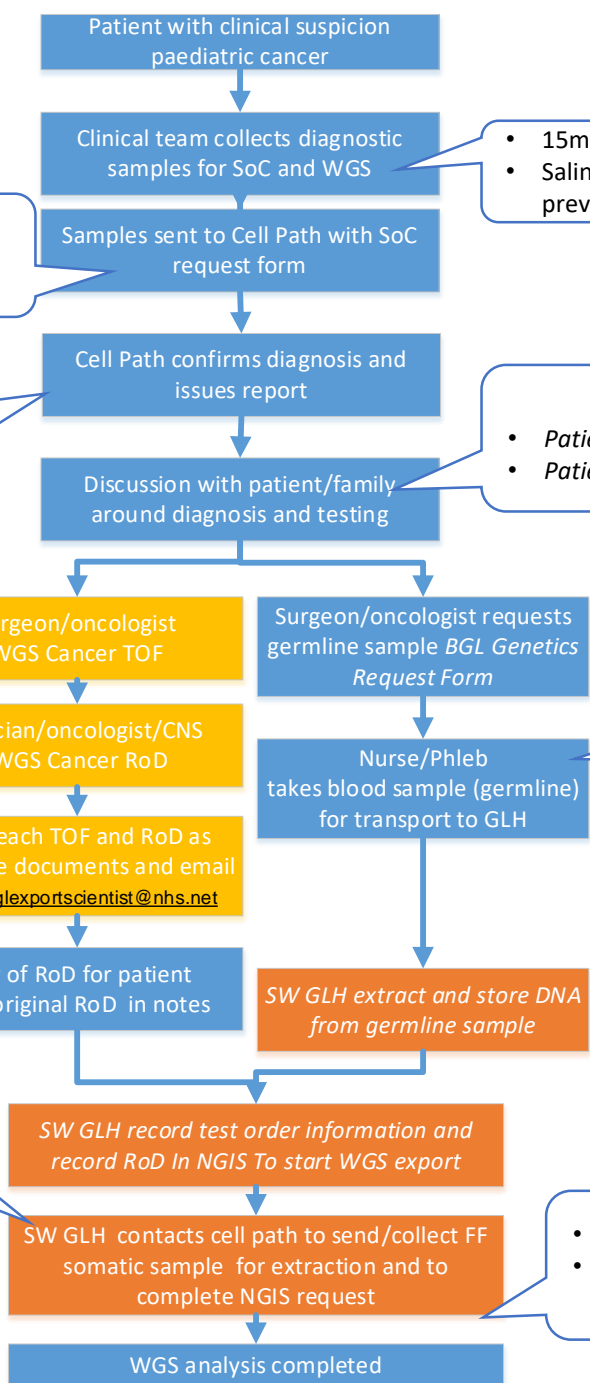 Patient with clinical suspicion
paediatric cancer
Clinical team collects diagnostic
samples for SoC and WGS
• 15m
• Salin
prev
Samples sent to Cell Path with SoC
request form
Cell Path confirms diagnosis and
issues report
• Patie
• Patie
Discussion with patient/family
around diagnosis and testing
rgeon/oncologist
WGS Cancer TOF
Surgeon/oncologist requests
germline sample BGL Genetics
Request Form
cian/oncologist/CNS
WGS Cancer RoD
Nurse/Phleb
takes blood sample (germline)
for transport to GLH
each TOF and RoD as
e documents and email
glexportscientist@nhs.net
of RoD for patient
original RoD in notes
SW GLH extract and store DNA
from germline sample
SW GLH record test order information and
record RoD In NGIS To start WGS export
SW GLH contacts cell path to send/collect FF
somatic sample for extraction and to
complete NGIS request
WGS analysis completed